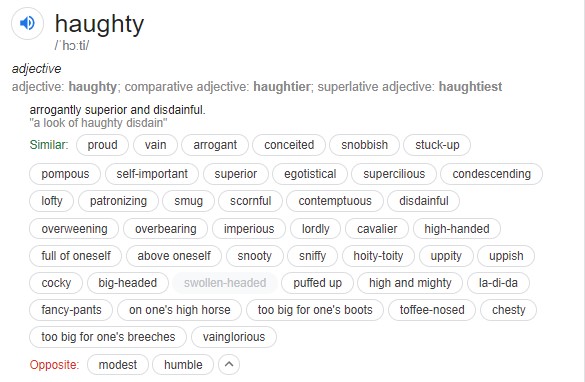 haughty
/ˈhɔːti/
adjective
adjective: haughty; comparative adjective: haughtier; superlative adjective: haughtiest
arrogantly superior and disdainful.
"a look of haughty disdain"
Similar: proud vain arrogant conceited snobbish stuck-up
pompous self-important superior egotistical supercilious condescending
lofty patronizing smug scornful contemptuous disdainful
overweening overbearing imperious lordly cavalier high-handed
full of oneself above oneself snooty sniffy hoity-toity uppity uppish
cocky big-headed swollen-headed puffed up high and mighty la-di-da
fancy-pants on one's high horse too big for one's boots toffee-nosed chesty
too big for one's breeches vainglorious
Opposite: modest humble